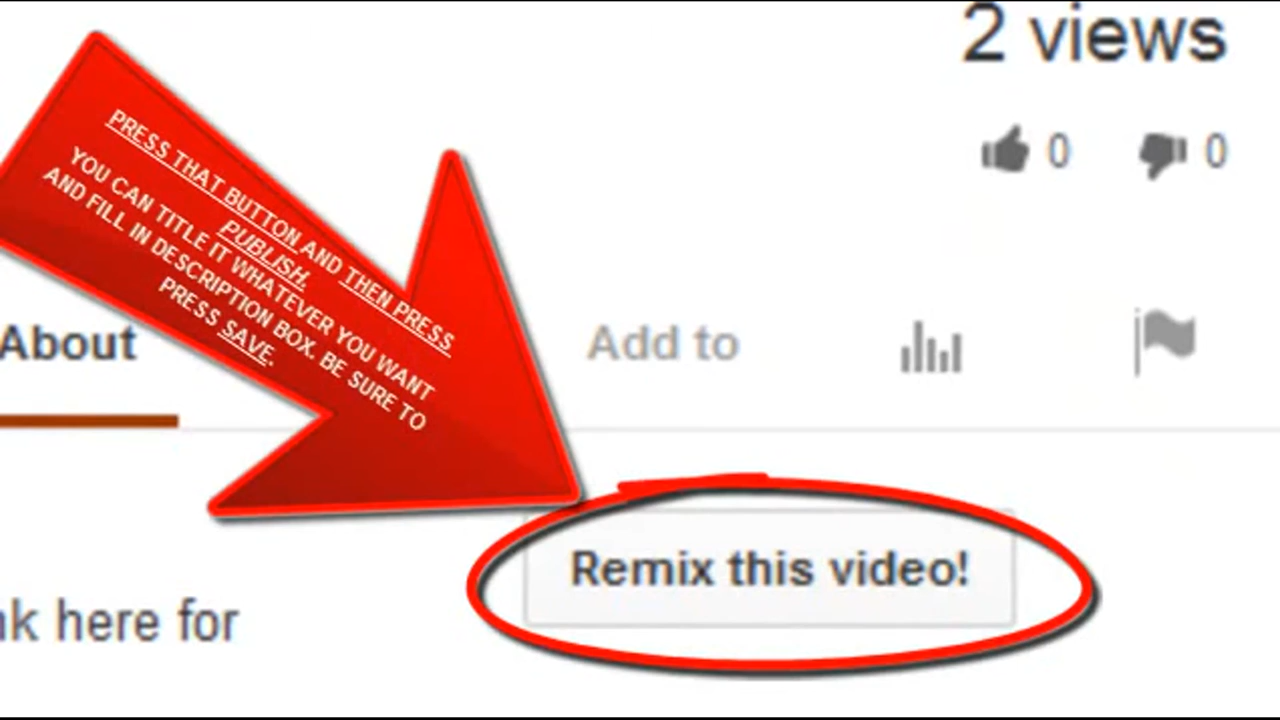 2 views
0 0
PRESS THAT BUTTON AND THEN PRESS
PUBLISH.
YOU CAN TITLE IT WHATEVER YOU WANT
AND FILL IN DESCRIPTION BOX. BE SURE TO
PRESS SAVE.
About Add to
Remix this video!
nk here for